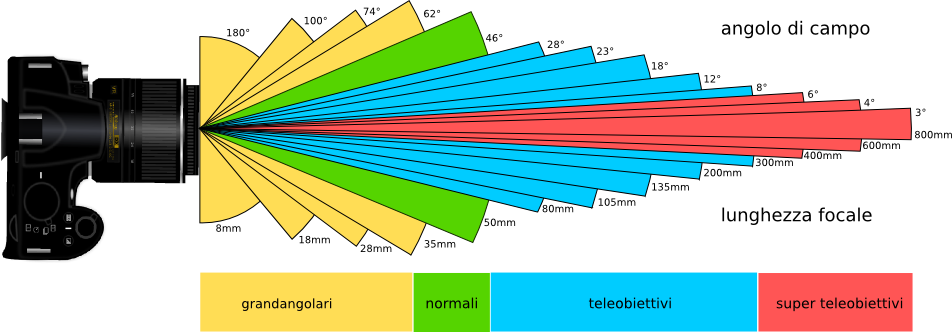 angolo di campo
180°
100°
74°
62°
46°
28°
23°
18°
12°
8°
6°
4°
3°
8mm
18mm
28mm
35mm
50mm
80mm
105mm
135mm
200mm
300mm
400mm
600mm
800mm
lunghezza focale
grandangolari
normali
teleobiettivi
super teleobiettivi